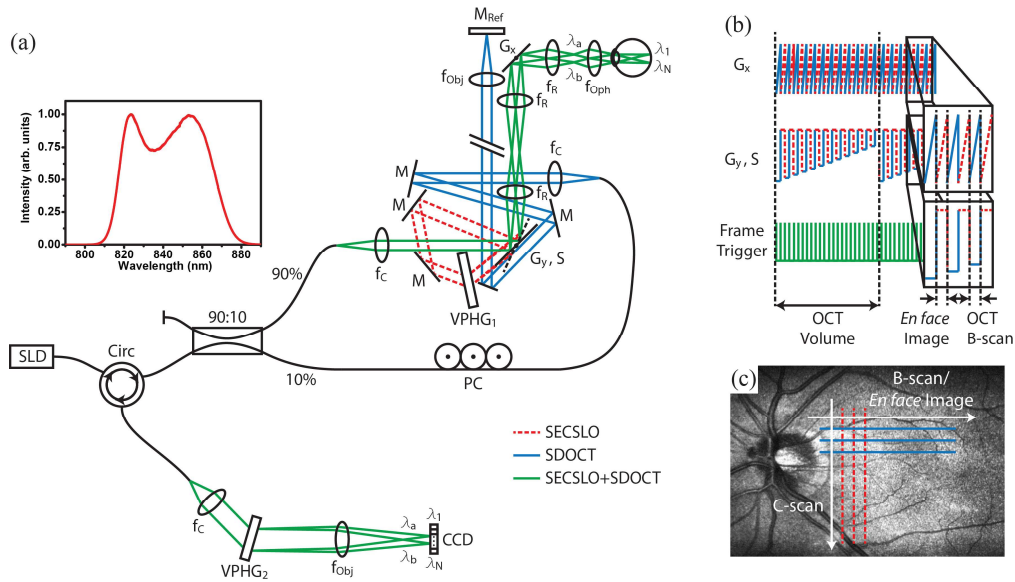 (a)
M_Ref
G_x
λ_a
λ_1
λ_b
λ_N
f_Obj
f_R
f_Oph
f_R
Intensity (arb. units)
1.00
0.75
0.50
0.25
0.00
800
820
840
860
880
Wavelength (nm)
f_C
M
f_R
M
M
f_C
M
G_y, S
VPHG_1
90%
90:10
SLD
Circ
10%
PC
SECSLO
SDOCT
SECSLO+SDOCT
f_C
VPHG_2
f_Obj
λ_a
λ_1
CCD
λ_b
λ_N
(b)
G_x
G_y, S
Frame
Trigger
OCT
Volume
En face
Image
OCT
B-scan
(c)
B-scan/
En face Image
C-scan